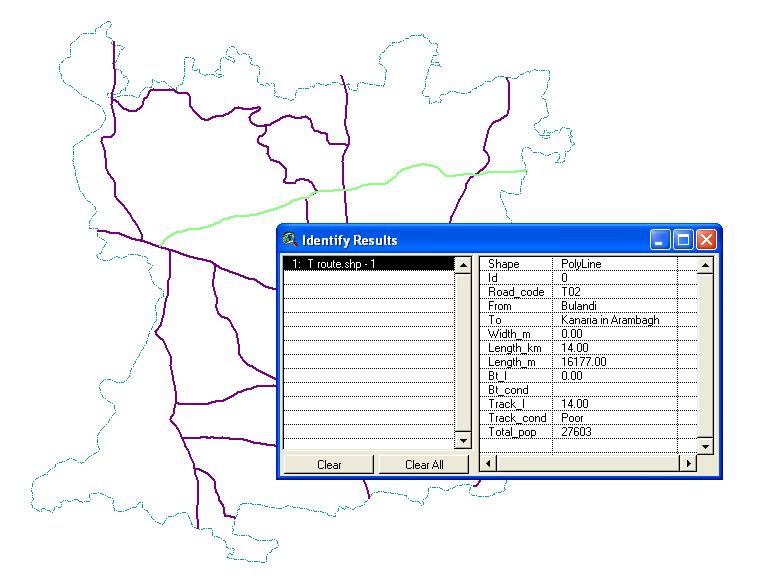 Identify Results
1: T route.shp - 1
Shape PolyLine
Id 0
Road_code T02
From Bulandi
To Kanaria in Arambagh
Width_m 0.00
Length_km 14.00
Length_m 16177.00
Bt_l 0.00
Bt_cond
Track_l 14.00
Track_cond Poor
Total_pop 27603
Clear Clear All